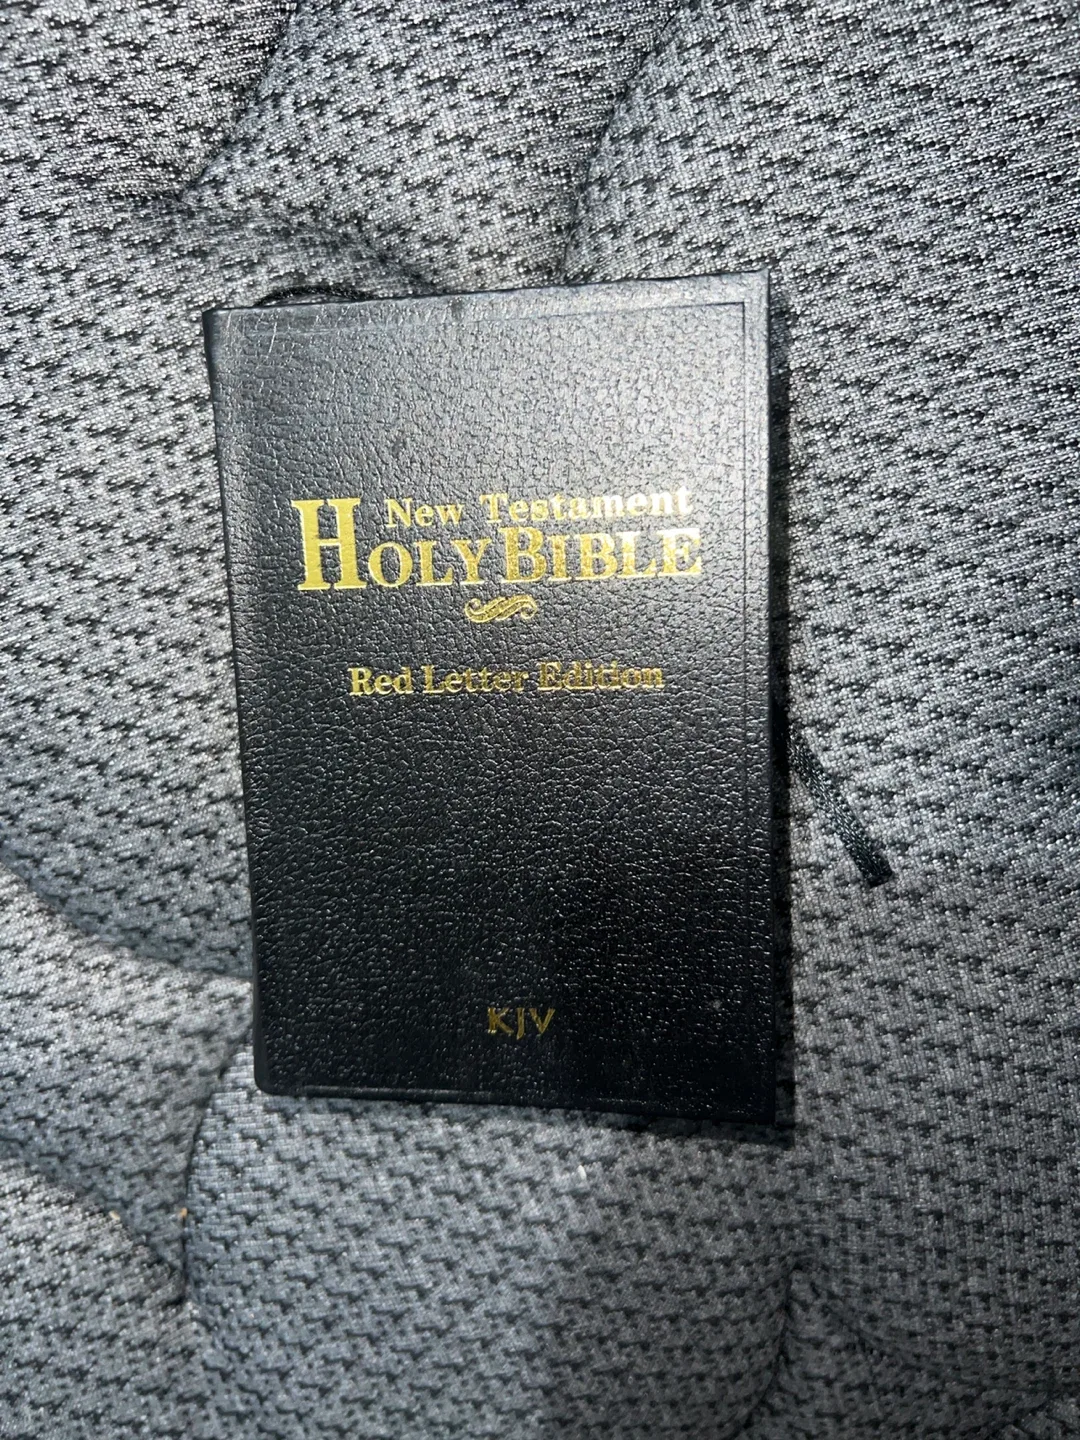 New Testament
HOLY BIBLE
Red Letter Edition
KJV